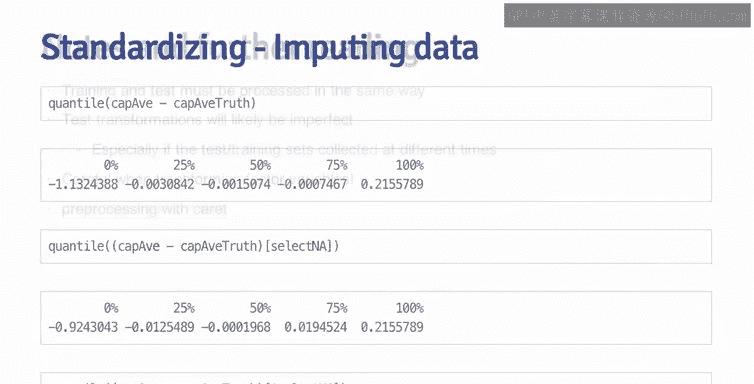 Standardizing - Imputing data
Training and test must be processed in the same way
quantile(capAve - capAveTruth)
Test transformations will likely be imperfect
Especially if the test/training sets collected at different times
0% 25% 50% 75% 100%
-1.1324388 -0.0030842 -0.0015074 -0.0007467 0.2155789
preprocessing with caret
quantile((capAve - capAveTruth)[selectNA])
0% 25% 50% 75% 100%
-0.9243043 -0.0125489 -0.0001968 0.0194524 0.2155789